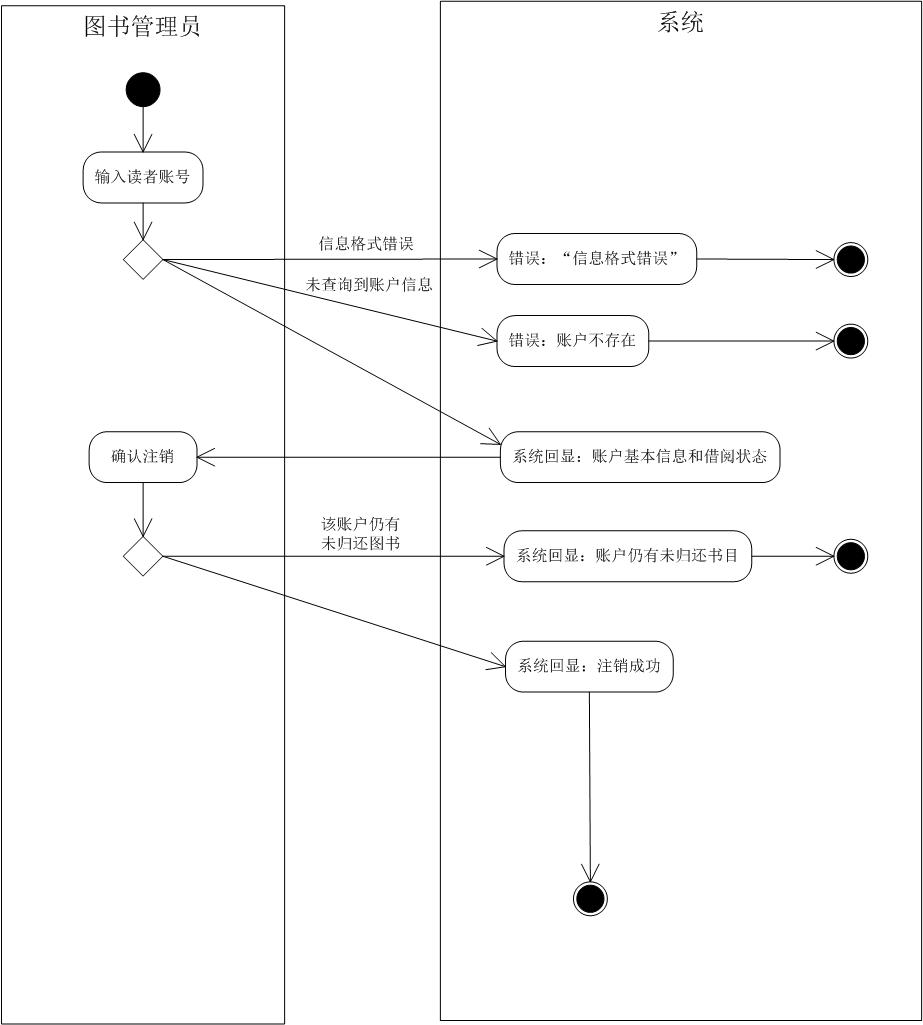 图书管理员
系统
输入读者账号
信息格式错误
错误：“信息格式错误”
未查询到账户信息
错误：账户不存在
确认注销
系统回显：账户基本信息和借阅状态
该账户仍有
未归还图书
系统回显：账户仍有未归还书目
系统回显：注销成功